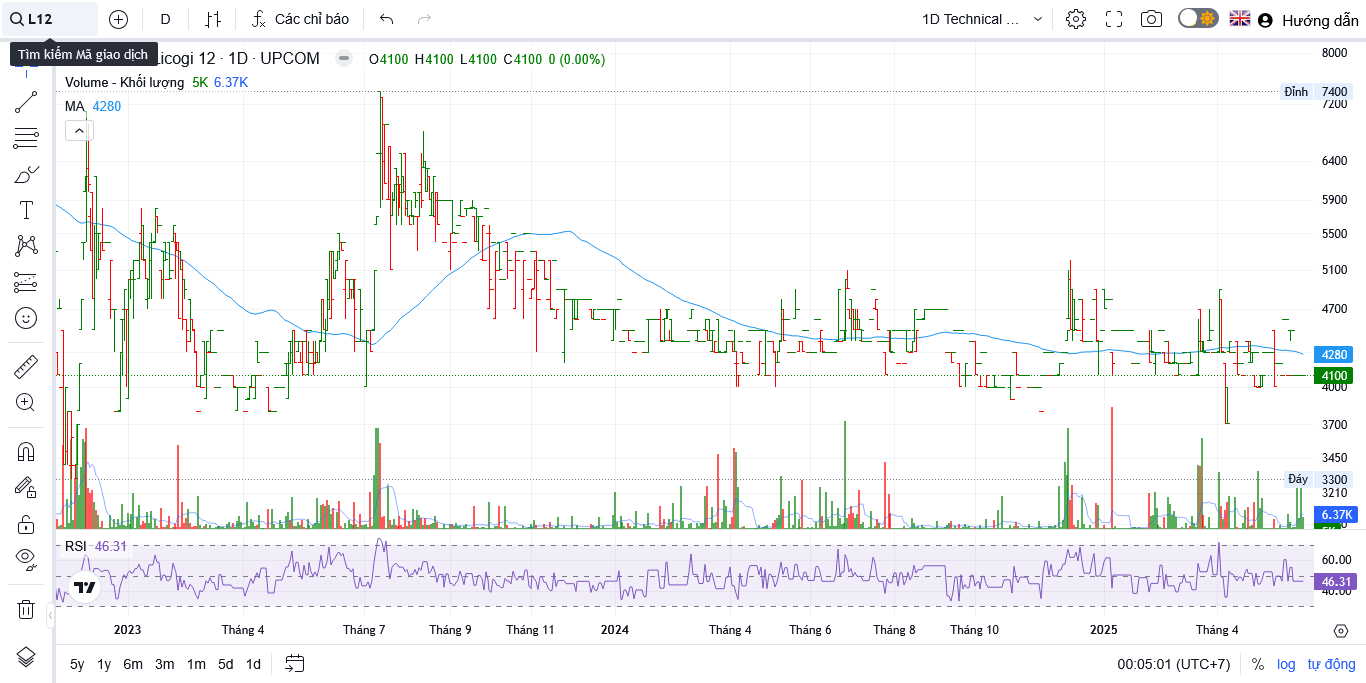 L12 D Các chỉ báo 1D Technical ... Hướng dẫn
Tìm kiếm Mã giao dịch
Licogi 12 · 1D · UPCOM O4100 H4100 L4100 C4100 0 (0.00%)
Volume - Khối lượng 5K 6.37K
MA 4280
8000
Đỉnh 7400
7200
6400
5900
5500
5100
4700
4280
4100
4000
3700
3450
Đáy 3300
3210
6.37K
RSI 46.31
60.00
46.31
40.00
2023 Tháng 4 Tháng 7 Tháng 9 Tháng 11 2024 Tháng 4 Tháng 6 Tháng 8 Tháng 10 2025 Tháng 4
5y 1y 6m 3m 1m 5d 1d 00:05:01 (UTC+7) % log tự động